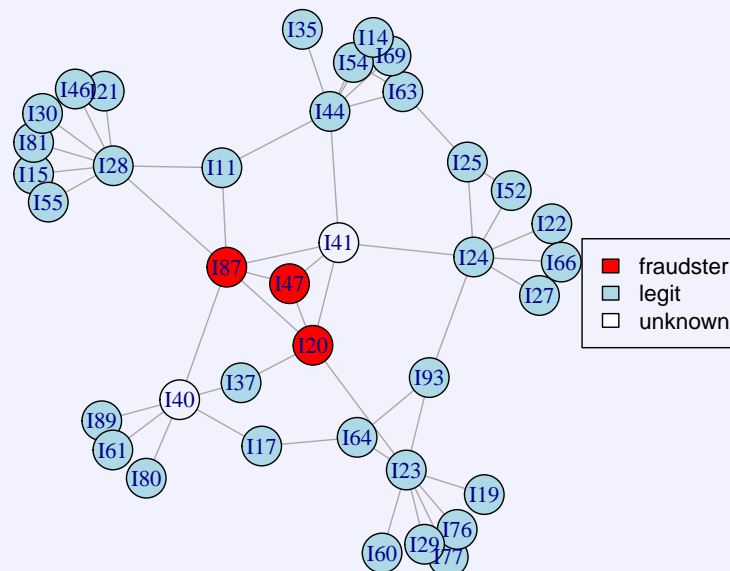 I35
I14
I54
I69
I46
I21
I63
I30
I44
I81
I25
I28
I11
I15
I52
I55
I22
I41
I24
I66
I87
I47
I27
fraudster
legit
unknown
I20
I93
I37
I40
I89
I64
I17
I61
I23
I80
I19
I76
I29
I60
I77